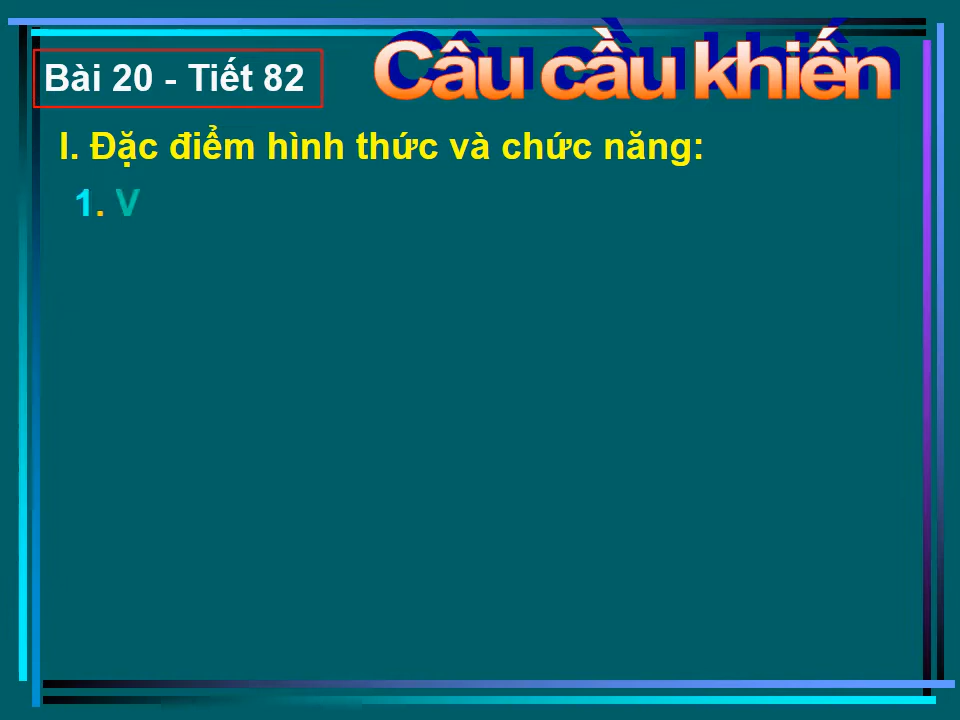 Bài 20 - Tiết 82
Câu cầu khiến
I. Đặc điểm hình thức và chức năng:
1. V